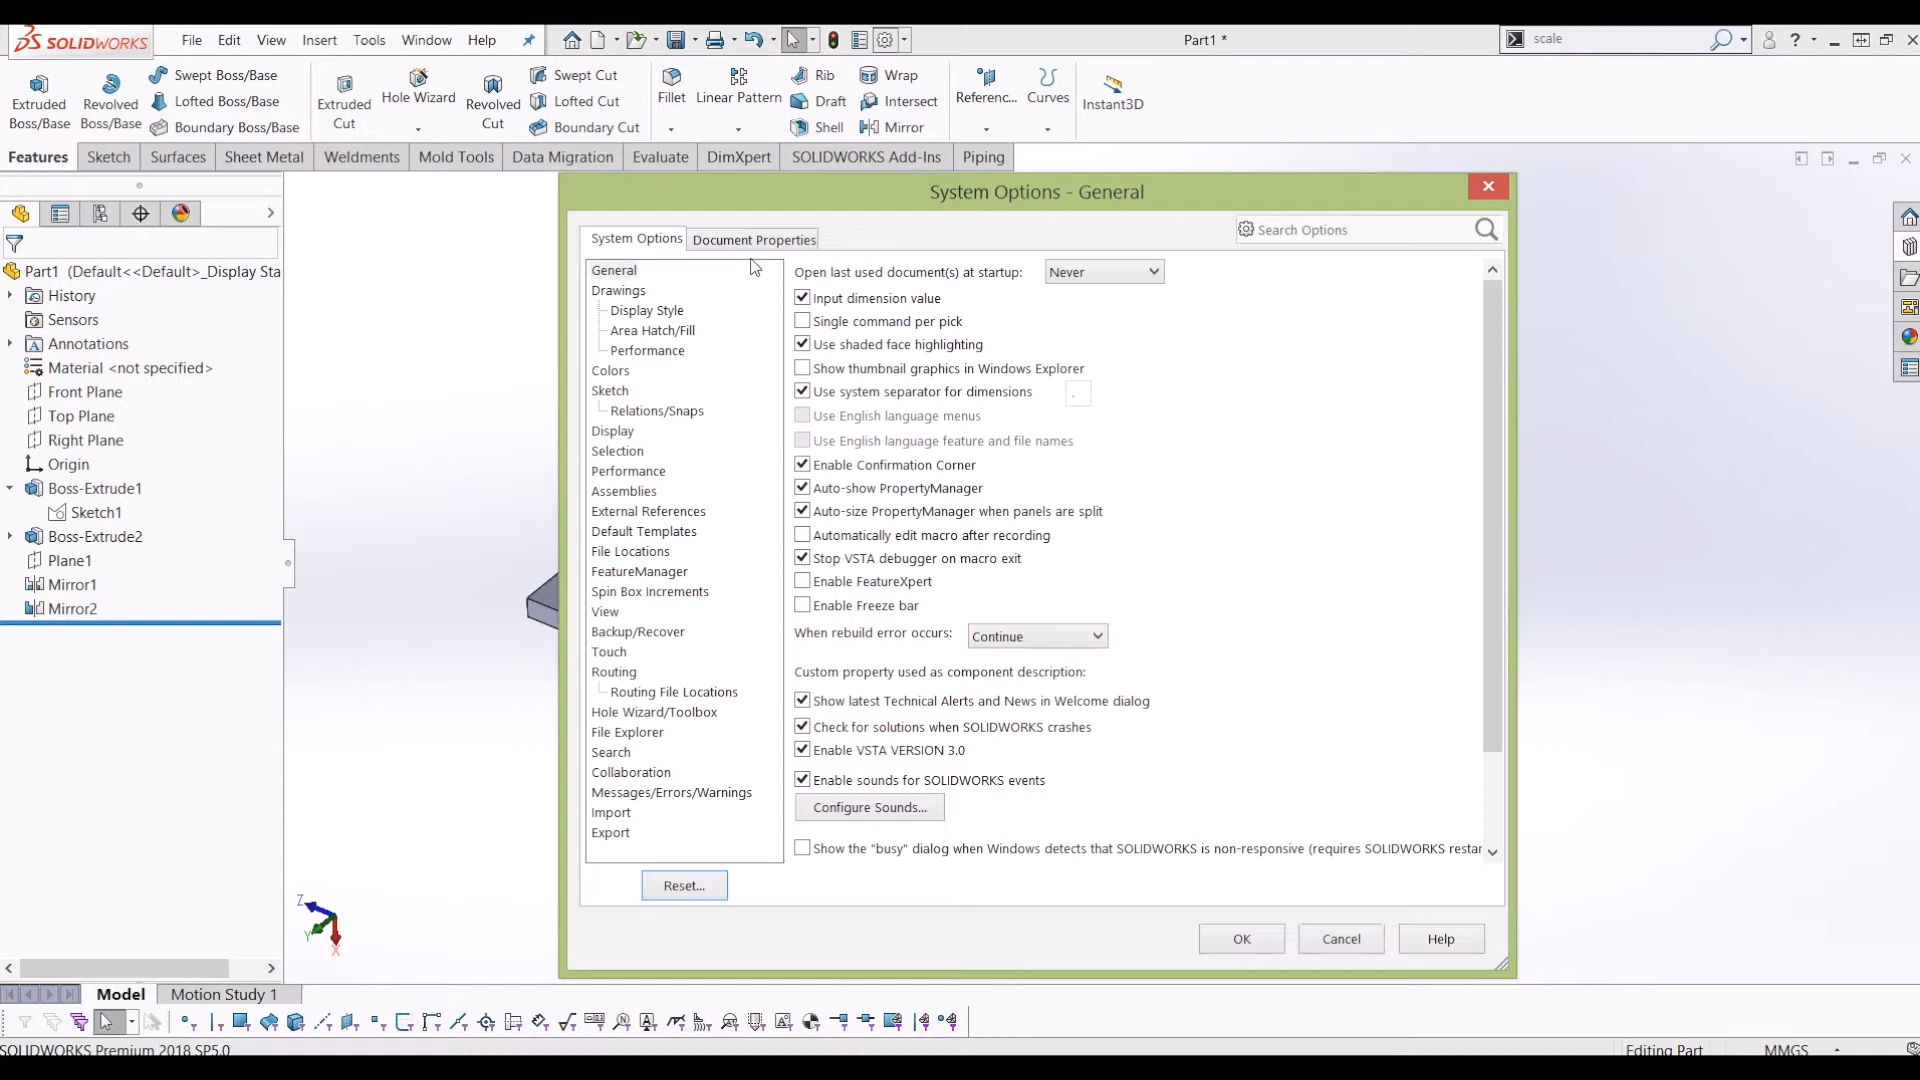 SOLIDWORKS File Edit View Insert Tools Window Help Part1 * scale
Extruded Boss/Base
Revolved Boss/Base
Swept Boss/Base
Lofted Boss/Base
Boundary Boss/Base
Extruded Cut
Hole Wizard
Revolved Cut
Swept Cut
Lofted Cut
Boundary Cut
Fillet
Linear Pattern
Rib
Draft
Shell
Wrap
Intersect
Mirror
Referenc...
Curves
Instant3D
Features Sketch Surfaces Sheet Metal Weldments Mold Tools Data Migration Evaluate DimXpert SOLIDWORKS Add-Ins Piping
Part1 (Default<<Default>_Display Sta
History
Sensors
Annotations
Material <not specified>
Front Plane
Top Plane
Right Plane
Origin
Boss-Extrude1
Sketch1
Boss-Extrude2
Plane1
Mirror1
Mirror2
System Options - General
System Options Document Properties
Search Options
General
Drawings
Display Style
Area Hatch/Fill
Performance
Colors
Sketch
Relations/Snaps
Display
Selection
Performance
Assemblies
External References
Default Templates
File Locations
FeatureManager
Spin Box Increments
View
Backup/Recover
Touch
Routing
Routing File Locations
Hole Wizard/Toolbox
File Explorer
Search
Collaboration
Messages/Errors/Warnings
Import
Export
Reset...
Open last used document(s) at startup: Never
Input dimension value
Single command per pick
Use shaded face highlighting
Show thumbnail graphics in Windows Explorer
Use system separator for dimensions .
Use English language menus
Use English language feature and file names
Enable Confirmation Corner
Auto-show PropertyManager
Auto-size PropertyManager when panels are split
Automatically edit macro after recording
Stop VSTA debugger on macro exit
Enable FeatureXpert
Enable Freeze bar
When rebuild error occurs: Continue
Custom property used as component description:
Show latest Technical Alerts and News in Welcome dialog
Check for solutions when SOLIDWORKS crashes
Enable VSTA VERSION 3.0
Enable sounds for SOLIDWORKS events
Configure Sounds...
Show the "busy" dialog when Windows detects that SOLIDWORKS is non-responsive (requires SOLIDWORKS restar
OK Cancel Help
Z
Y
X
Model Motion Study 1
SOLIDWORKS Premium 2018 SP5.0 Editing Part MMGS